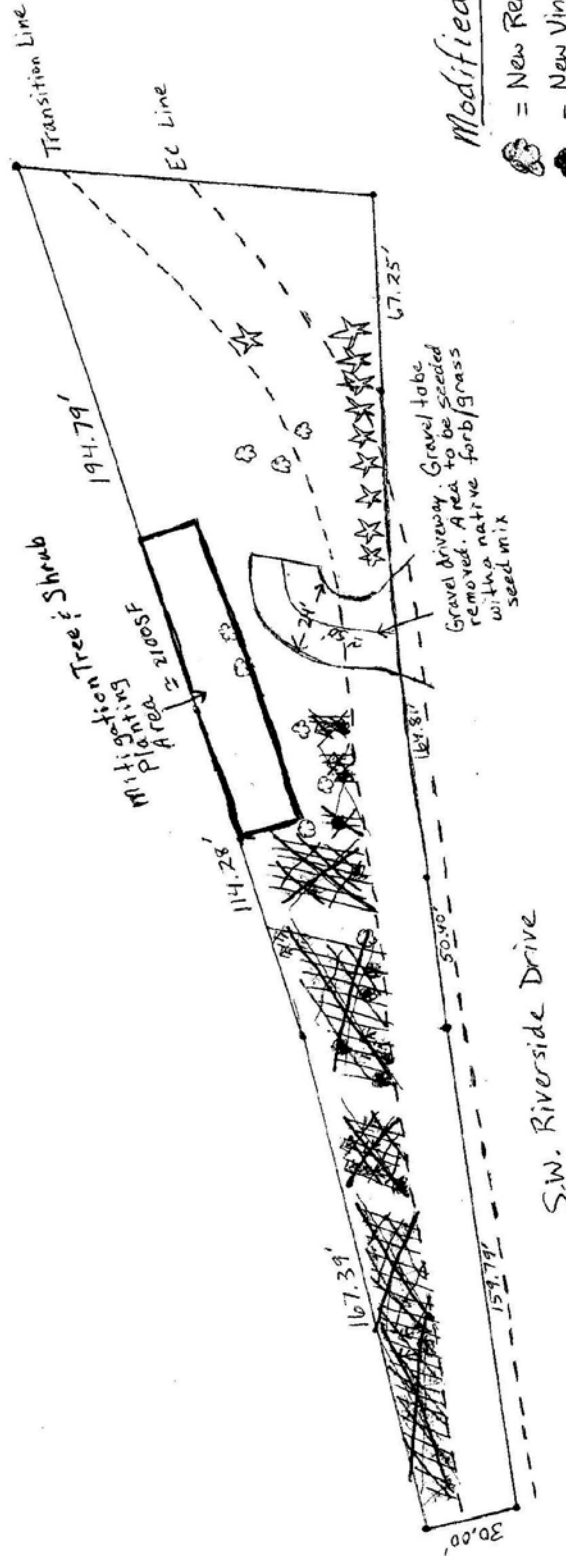 Transition Line
EC Line
194.79'
Mitigation Tree & Shrub
Planting
Area = 2100SF
114.28'
167.39'
30.00'
159.79'
50.40'
164.81'
67.25'
24'
Gravel driveway. Gravel to be
removed. Area to be seeded
with a native forb/grass
seed mix
S.W. Riverside Drive
Modified
= New Re
= New Vin